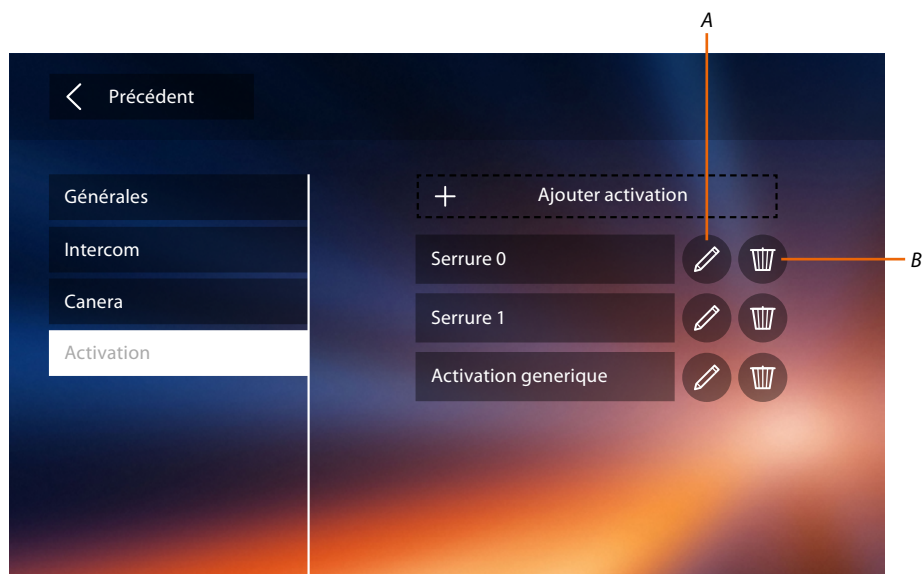 A
Précédent
Générales
Intercom
Canera
Activation
Ajouter activation
Serrure 0
B
Serrure 1
Activation generique